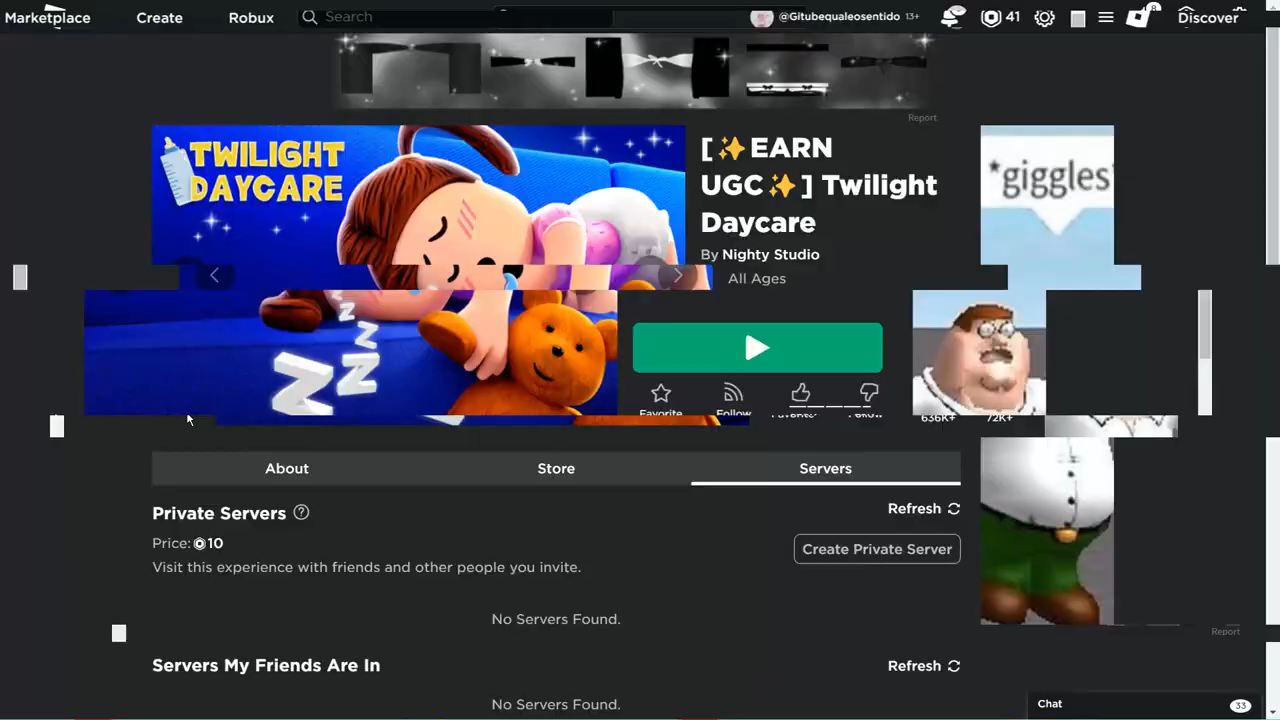 Marketplace
Create
Robux
Search
@Gitubequaleosentido 13+
41
Discover
Report
TWILIGHT
DAYCARE
[✨EARN
UGC✨] Twilight
Daycare
By Nighty Studio
All Ages
*giggles*
Z
Z
Z
N
N
Favorite
Follow
636K+
72K+
About
Store
Servers
Private Servers
Refresh
Price: 10
Create Private Server
Visit this experience with friends and other people you invite.
No Servers Found.
Report
Servers My Friends Are In
Refresh
No Servers Found.
Chat
33